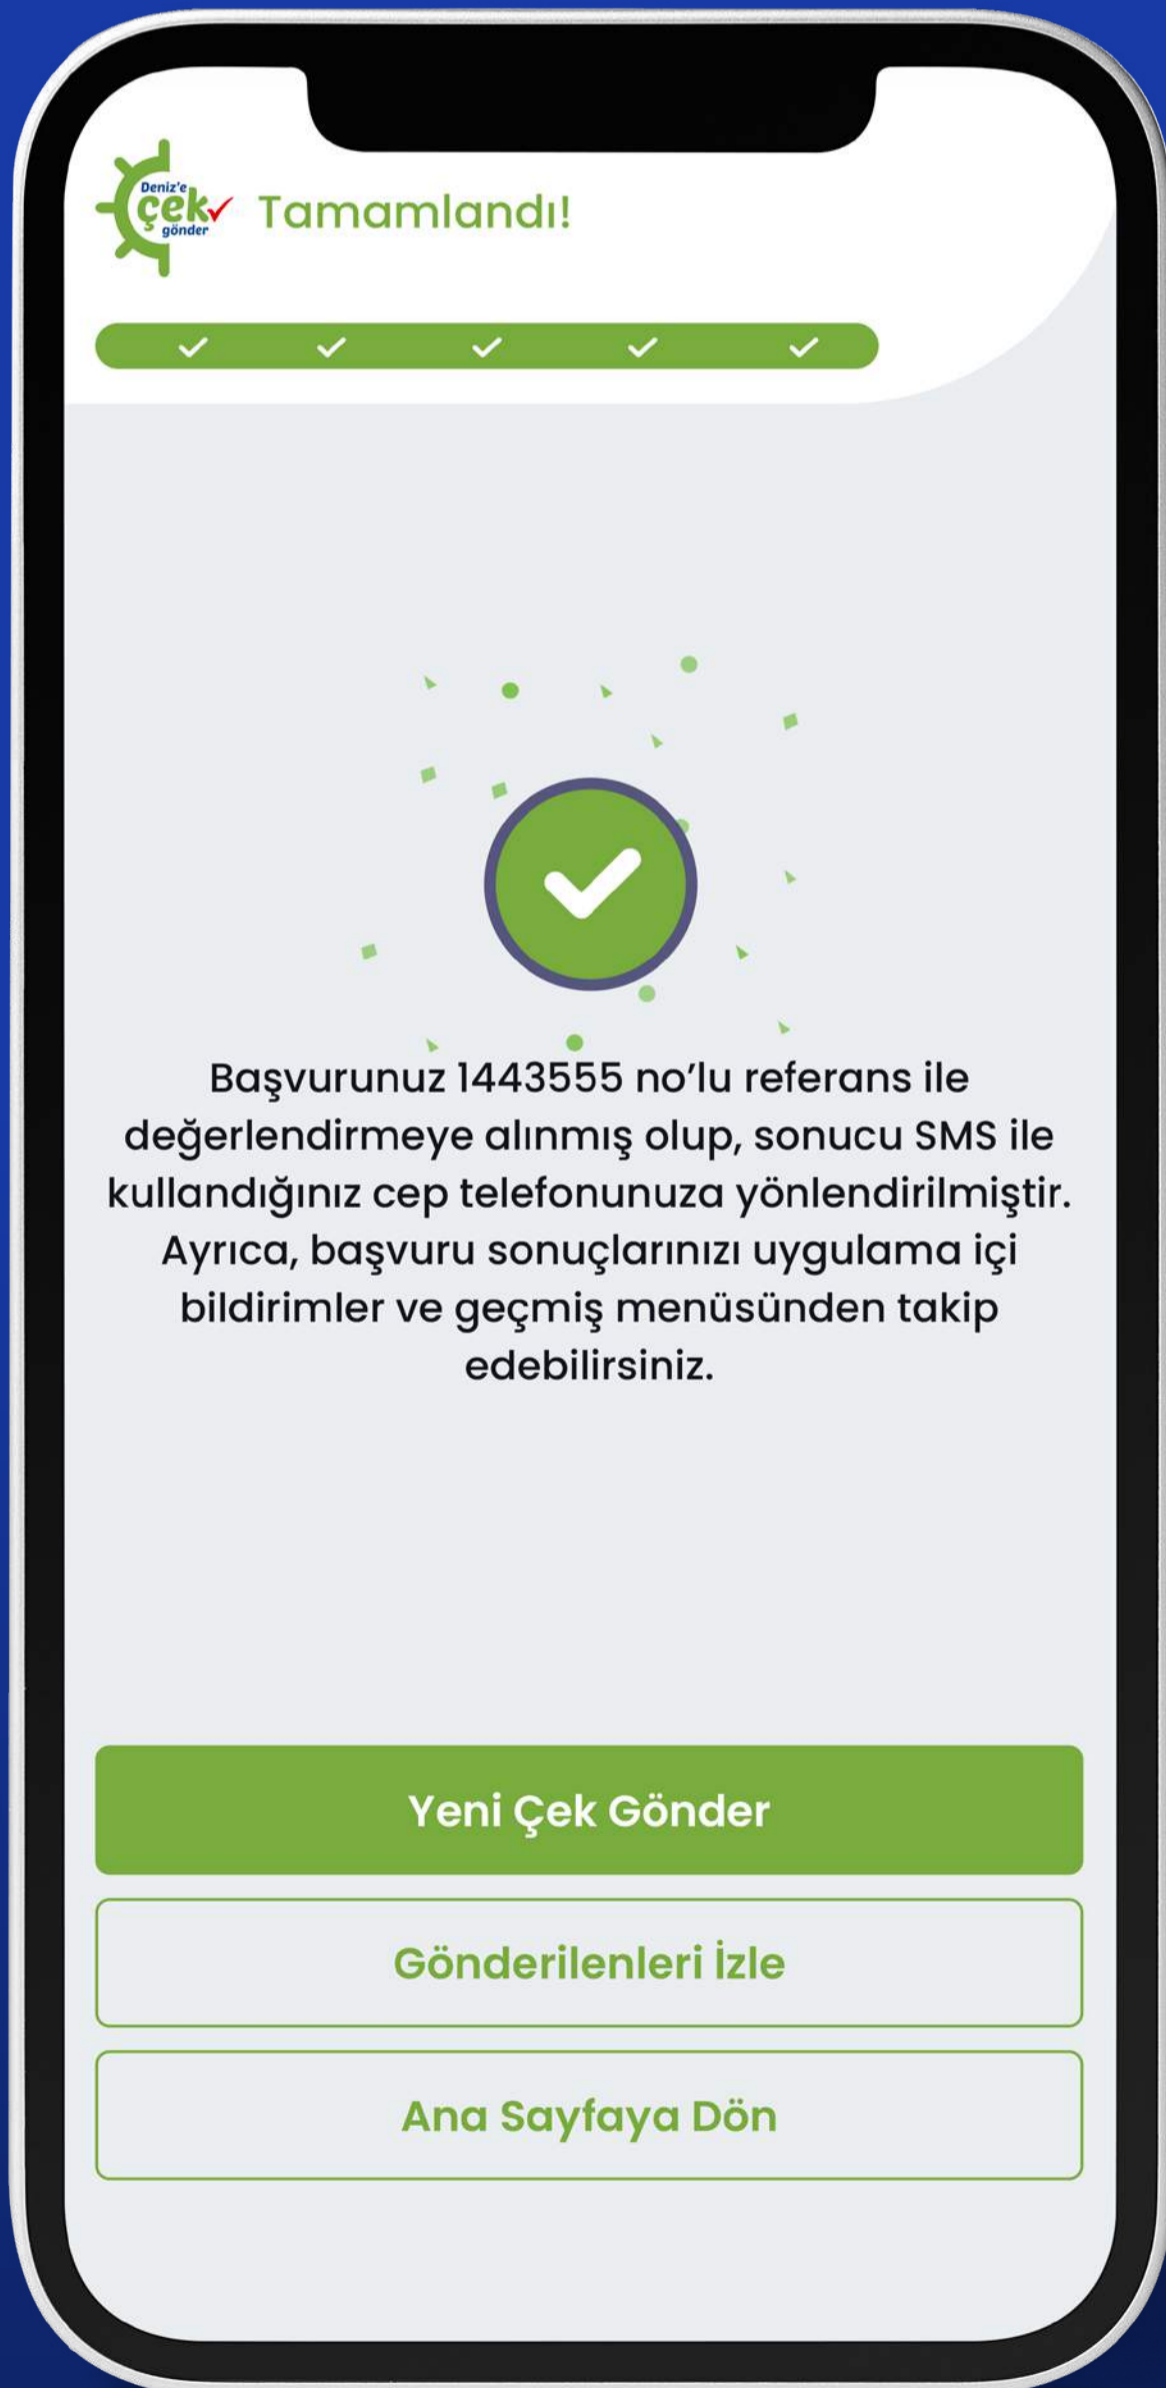 Deniz'e
çek
gönder
Tamamlandı!
Başvurunuz 1443555 no’lu referans ile
değerlendirmeye alınmış olup, sonucu SMS ile
kullandığınız cep telefonunuza yönlendirilmiştir.
Ayrıca, başvuru sonuçlarınızı uygulama içi
bildirimler ve geçmiş menüsünden takip
edebilirsiniz.
Yeni Çek Gönder
Gönderilenleri İzle
Ana Sayfaya Dön